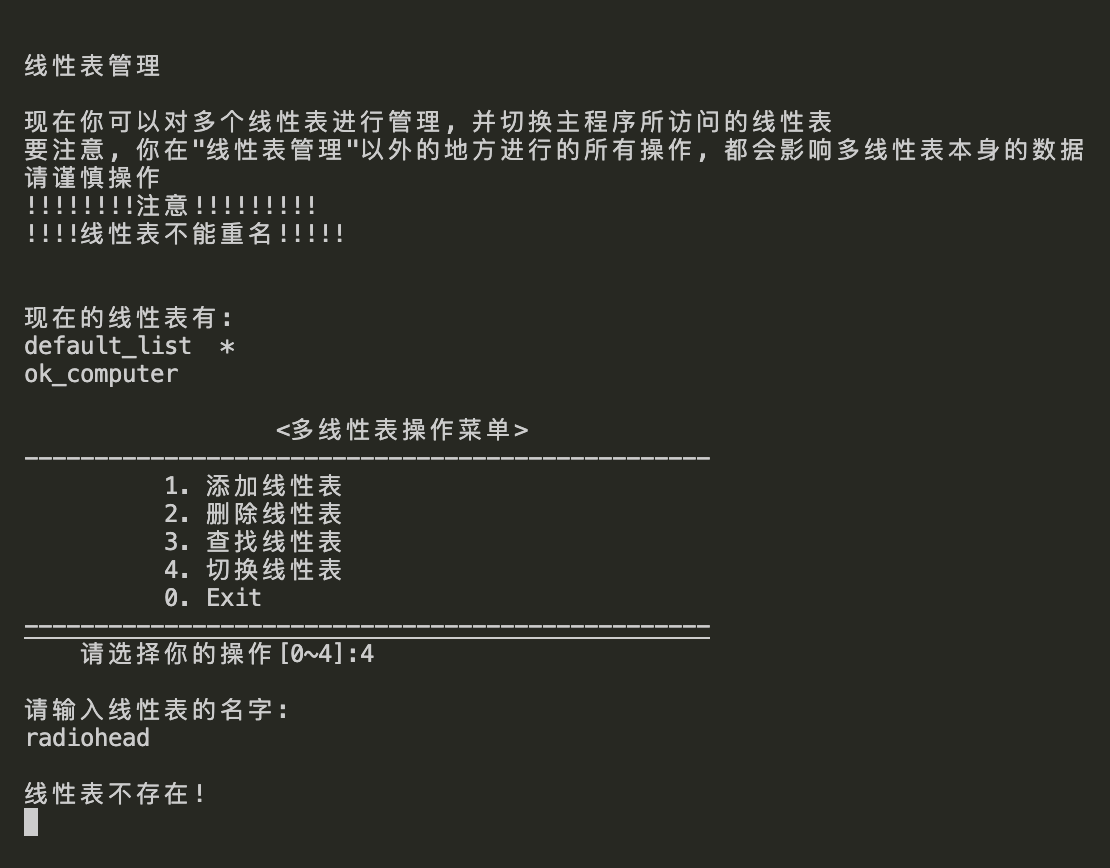 线性表管理
现在你可以对多个线性表进行管理，并切换主程序所访问的线性表
要注意，你在"线性表管理"以外的地方进行的所有操作，都会影响多线性表本身的数据
请谨慎操作
!!!!!!!!注意!!!!!!!!!
!!!!线性表不能重名!!!!!
现在的线性表有:
default_list  *
ok_computer
<多线性表操作菜单>
-------------------------------------------------
1. 添加线性表
2. 删除线性表
3. 查找线性表
4. 切换线性表
0. Exit
-------------------------------------------------
请选择你的操作[0~4]:4
请输入线性表的名字:
radiohead
线性表不存在!